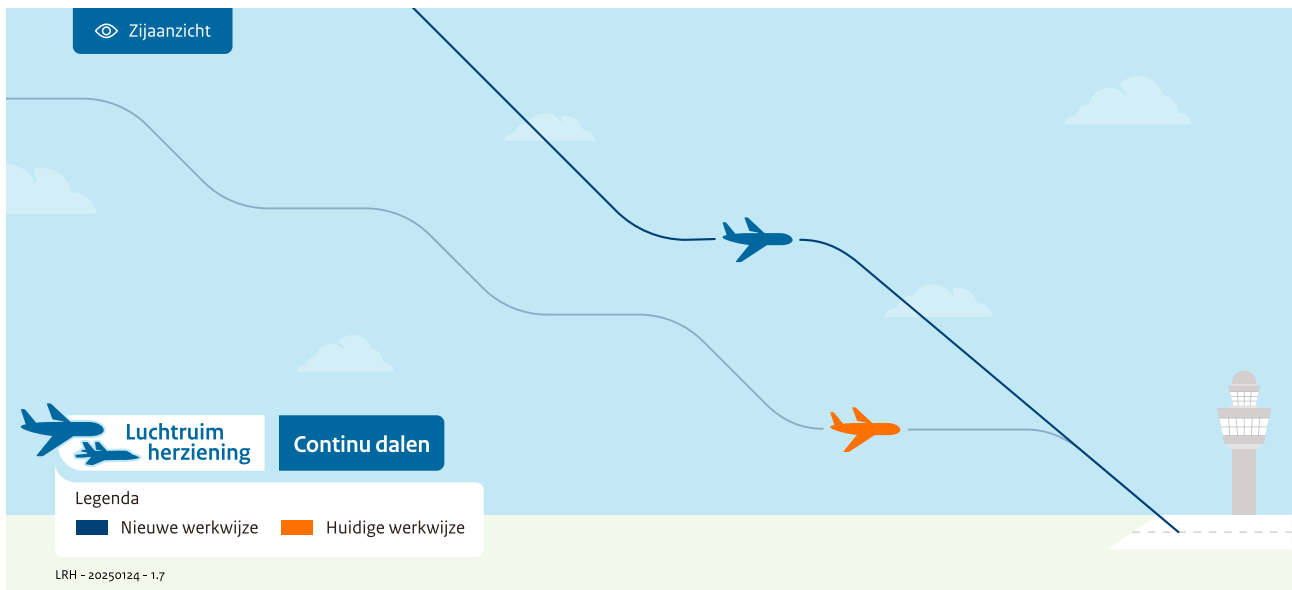 Zijaanzicht
Luchtruim
herziening
Continu dalen
Legenda
Nieuwe werkwijze
Huidige werkwijze
LRH - 20250124 - 1.7